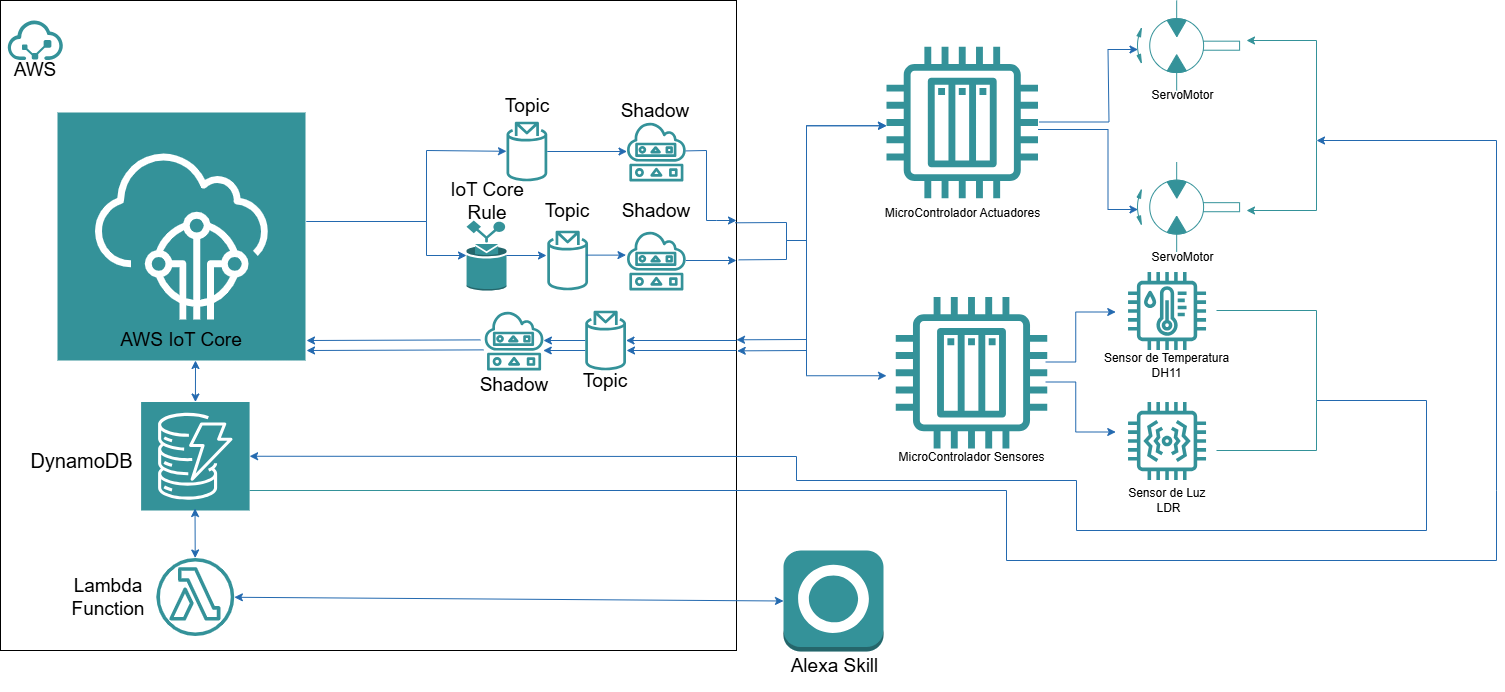 AWS
Topic
Shadow
IoT Core
Rule
Topic
Shadow
AWS IoT Core
Shadow
Topic
DynamoDB
Lambda
Function
Alexa Skill
ServoMotor
MicroControlador Actuadores
ServoMotor
Sensor de Temperatura
DH11
MicroControlador Sensores
Sensor de Luz
LDR